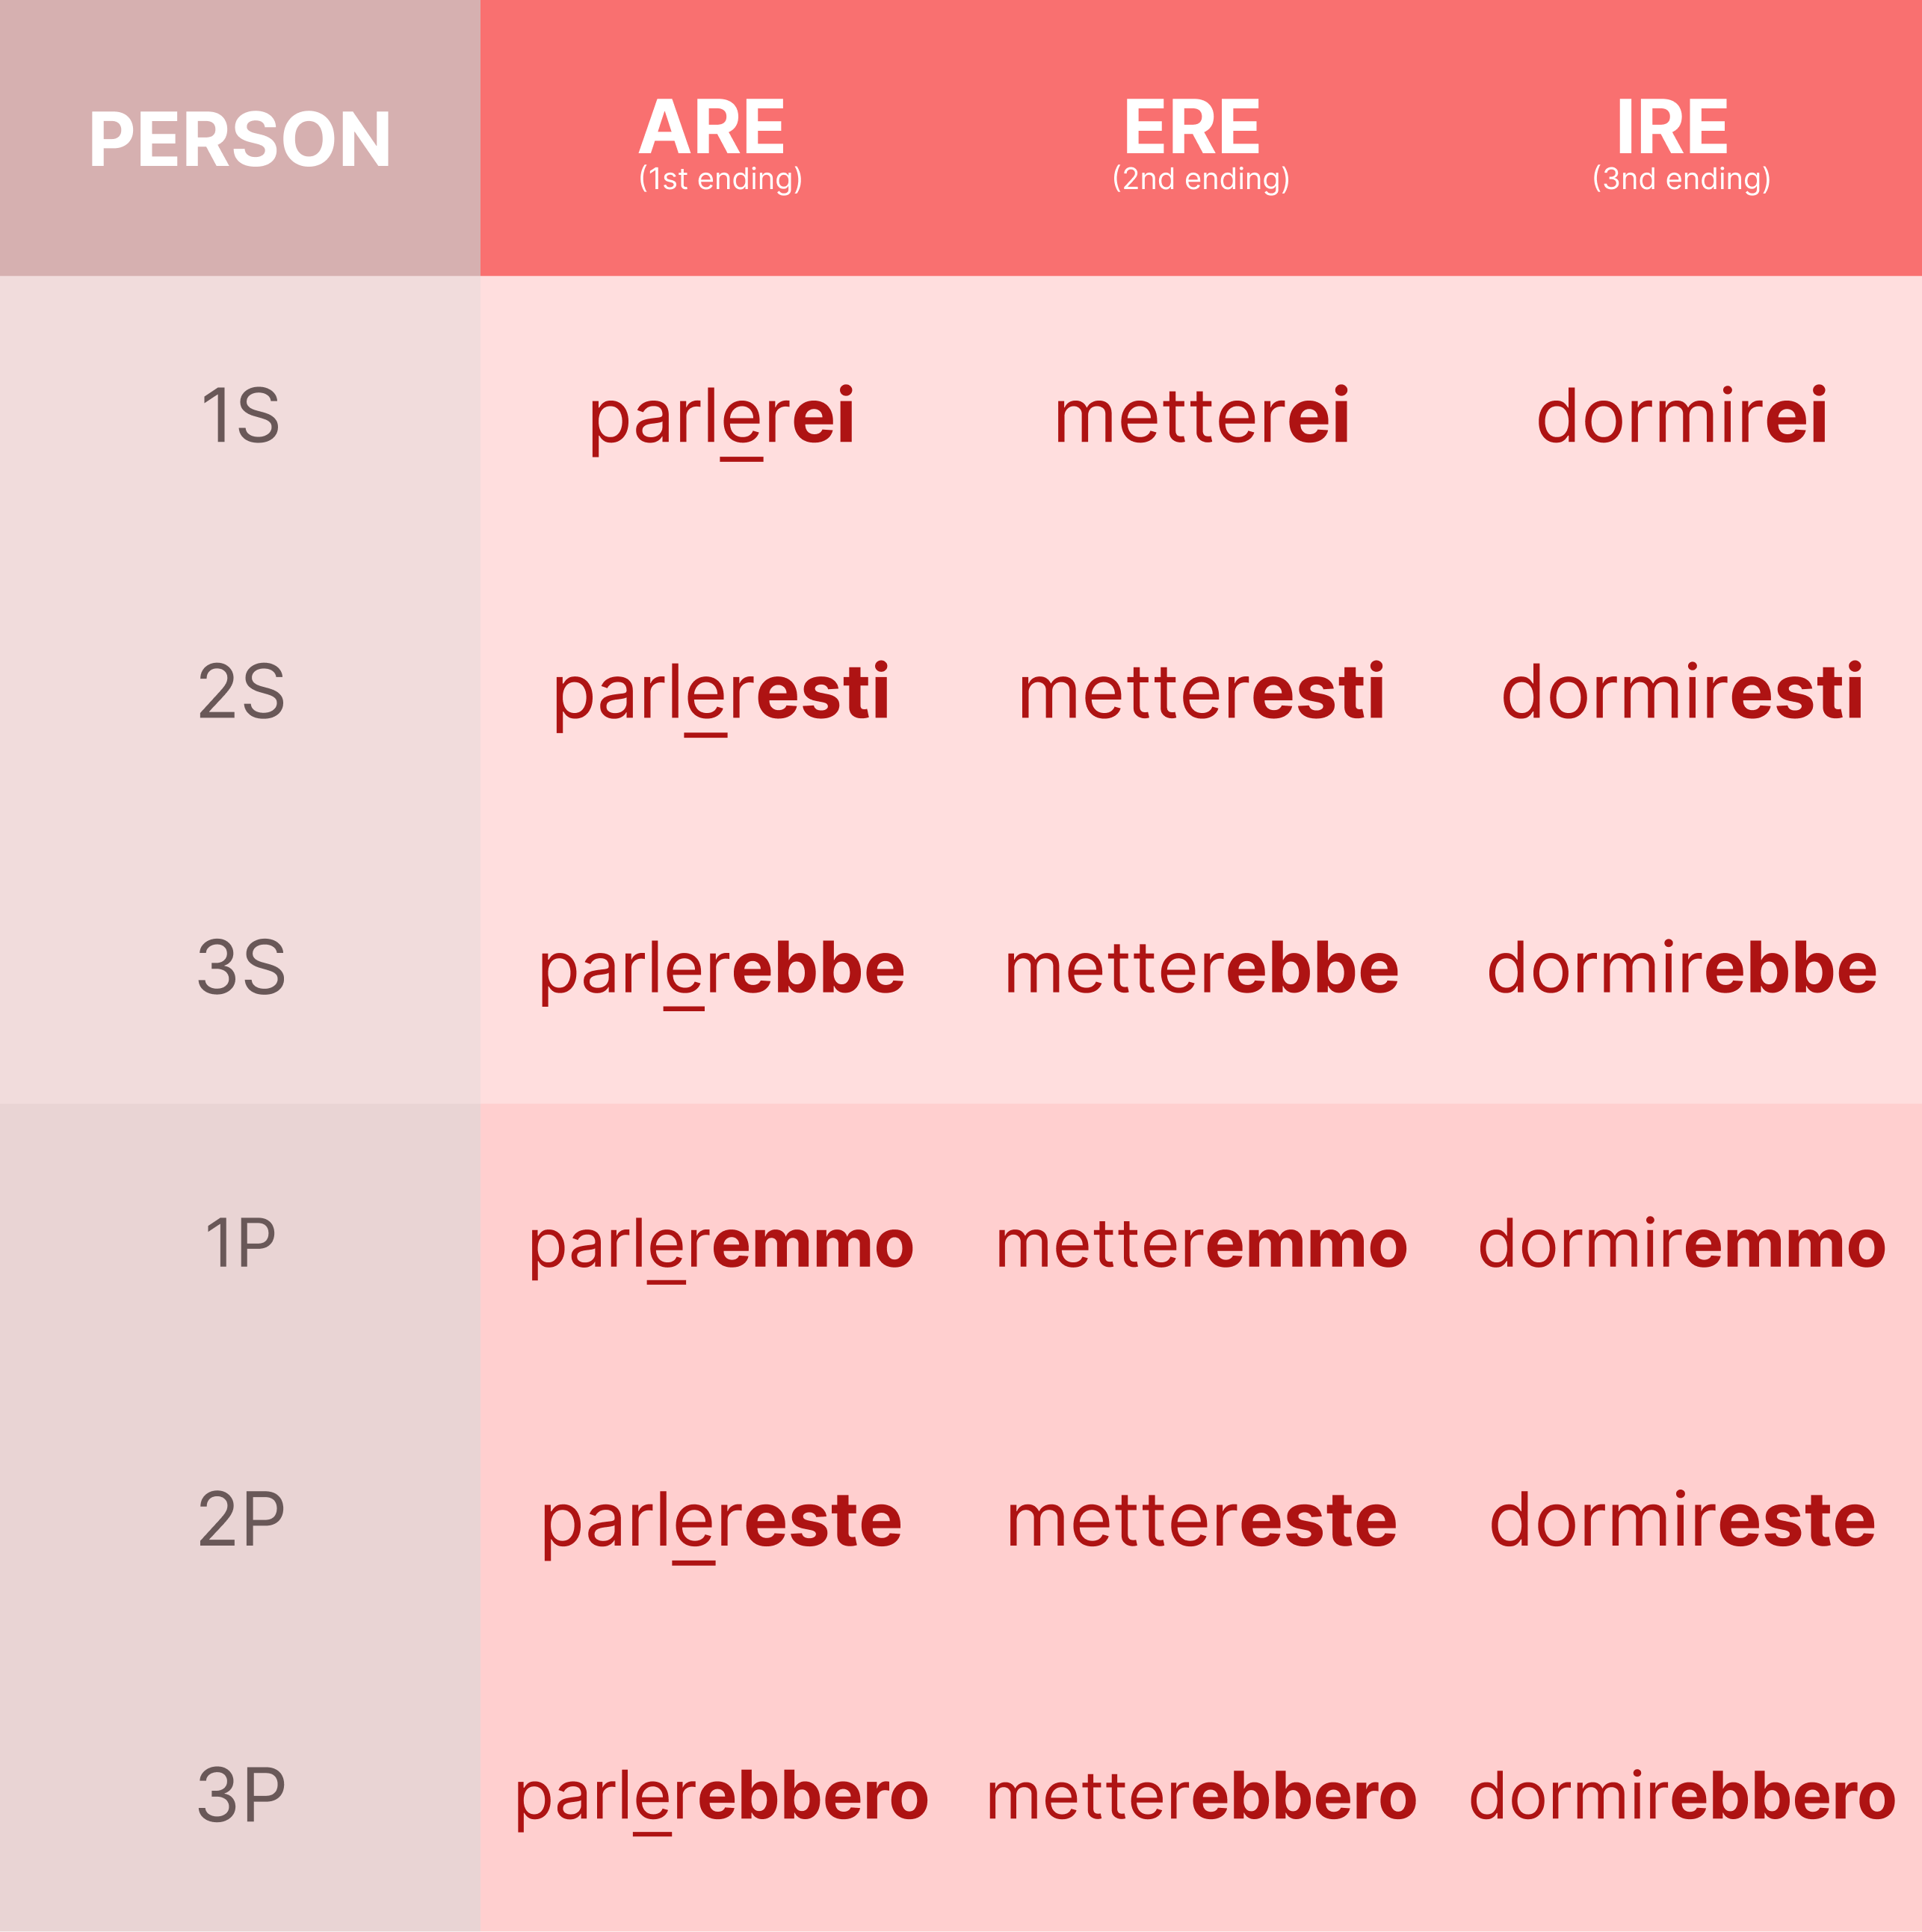 PERSON ARE ERE IRE
(1st ending) (2nd ending) (3nd ending)
1S parlerei metterei dormirei
2S parleresti metteresti dormiresti
3S parlerebbe metterebbe dormirebbe
1P parleremmo metteremmo dormiremmo
2P parlereste mettereste dormireste
3P parlerebbero metterebbero dormirebbero